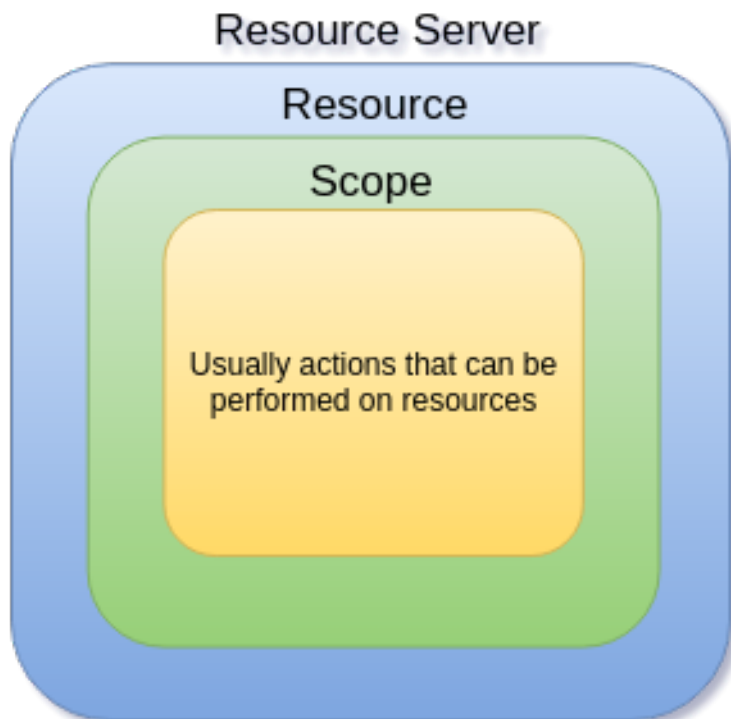 Resource Server
Resource
Scope
Usually actions that can be
performed on resources